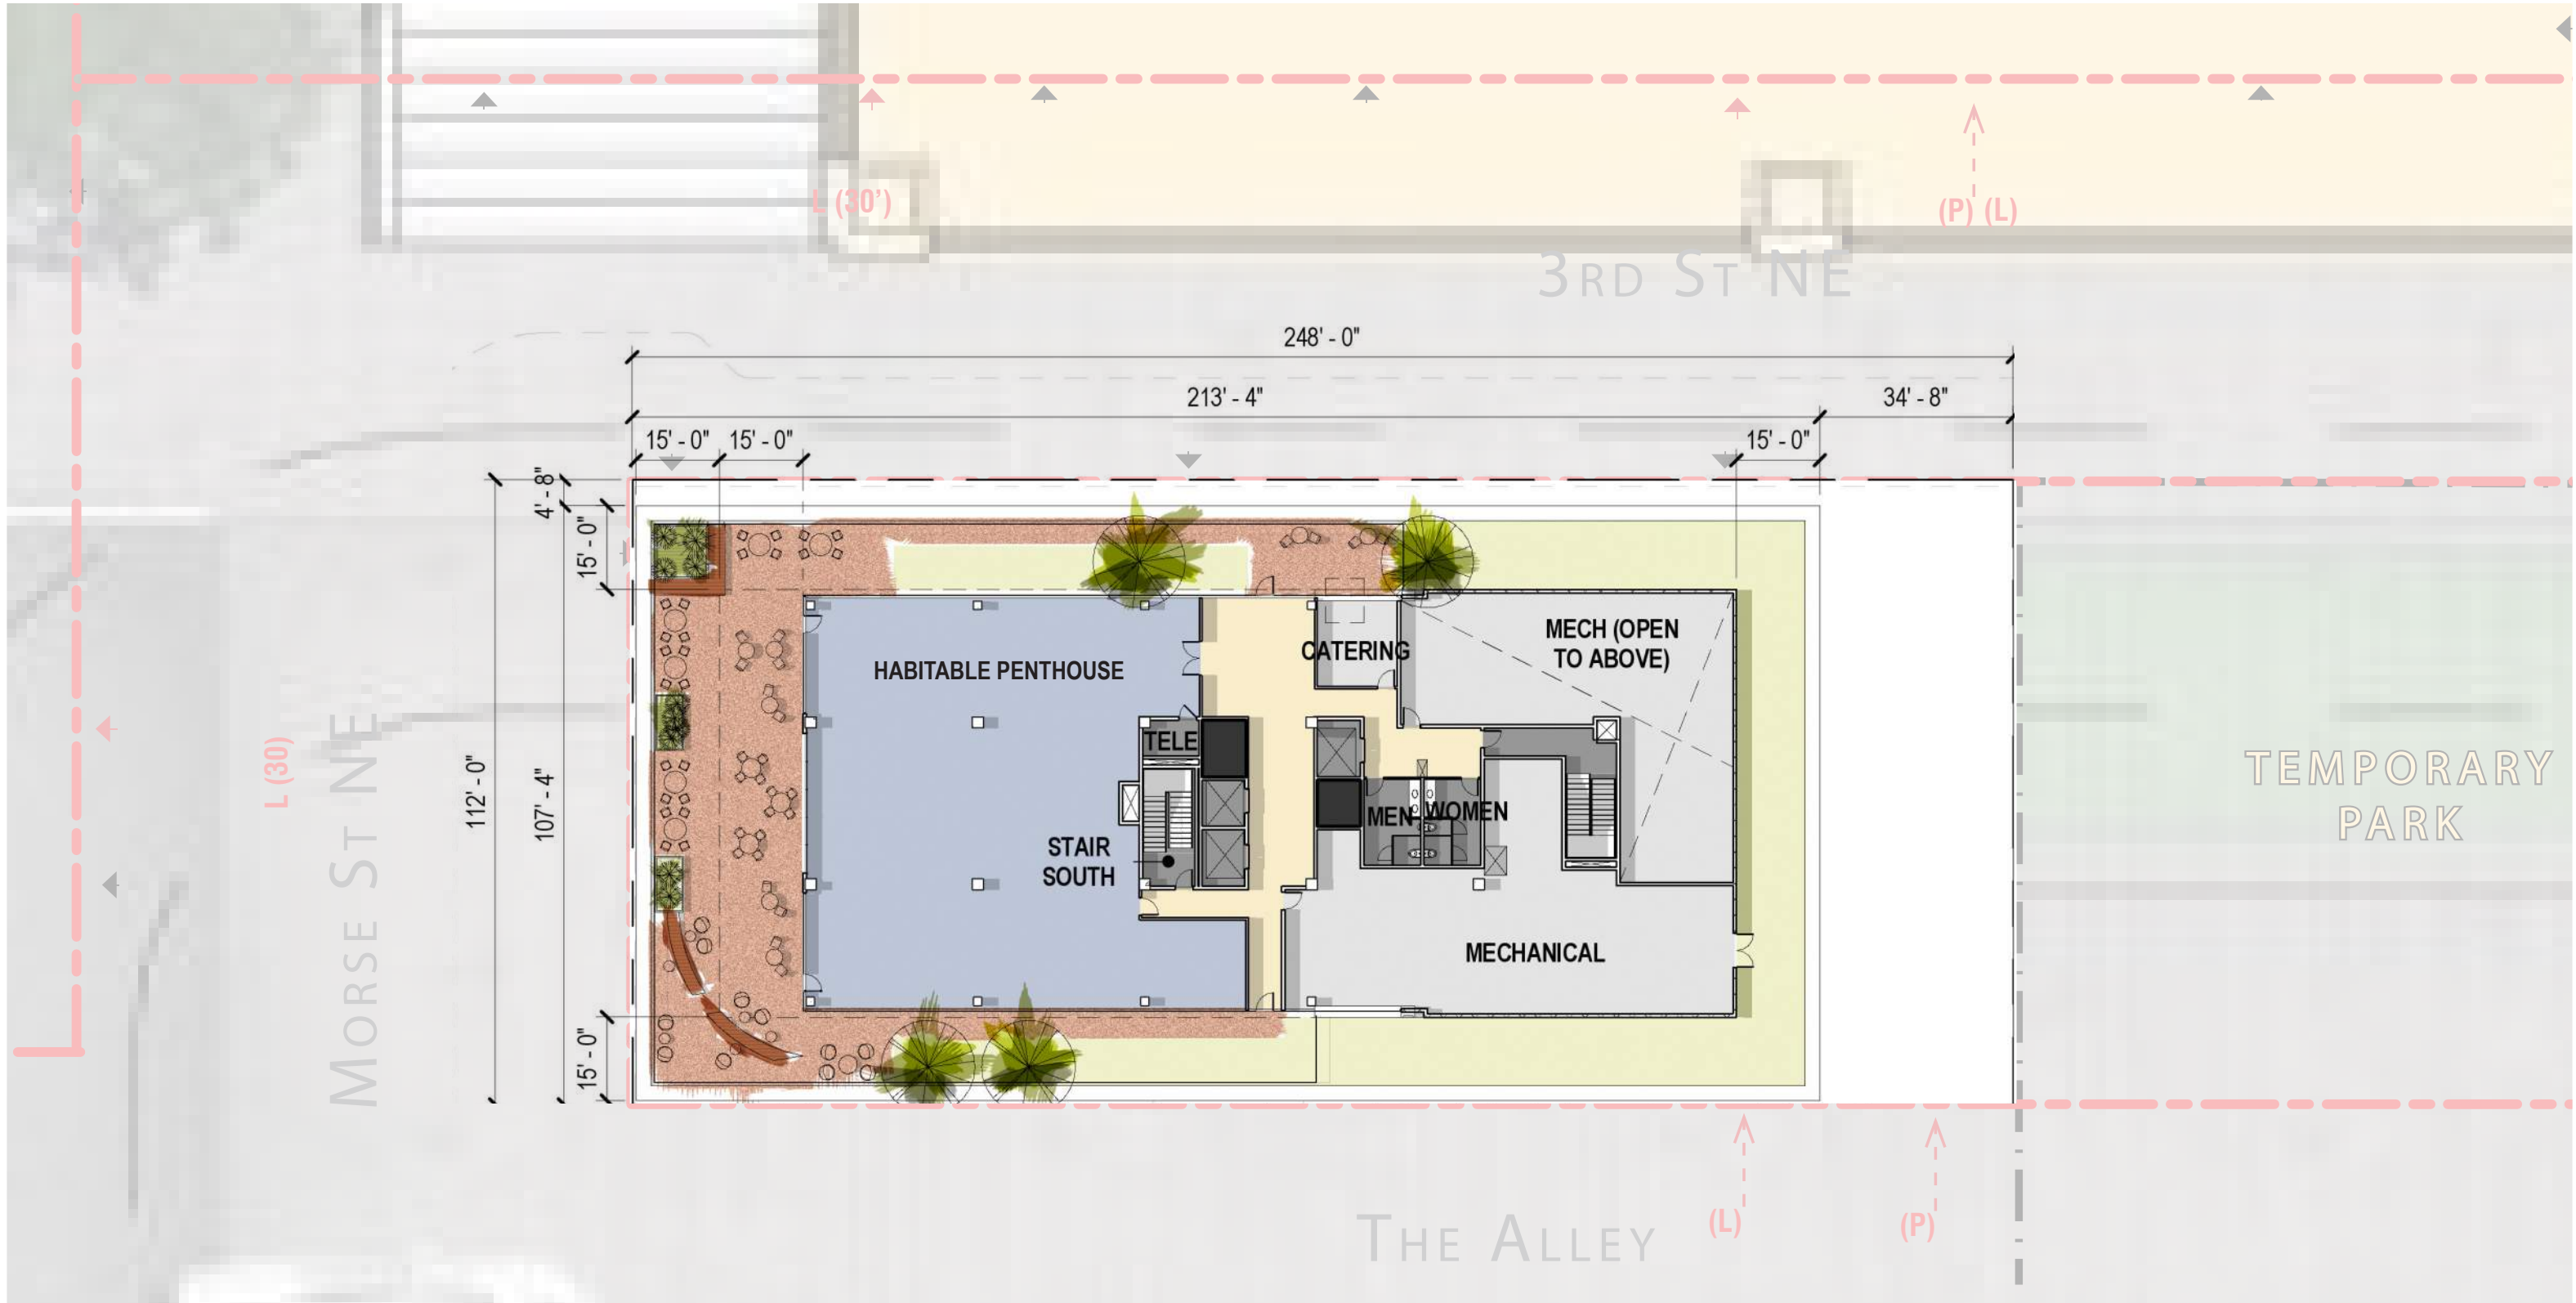 L (30')
(P) (L)
3RD ST NE
248' - 0"
213' - 4"
34' - 8"
15' - 0"
15' - 0"
15' - 0"
4' - 8"
15' - 0"
MECH (OPEN
TO ABOVE)
CATERING
HABITABLE PENTHOUSE
TELE
L (30)
MORSE ST NE
112' - 0"
107' - 4"
TEMPORARY
PARK
MEN
WOMEN
STAIR
SOUTH
MECHANICAL
15' - 0"
THE ALLEY
(L)
(P)